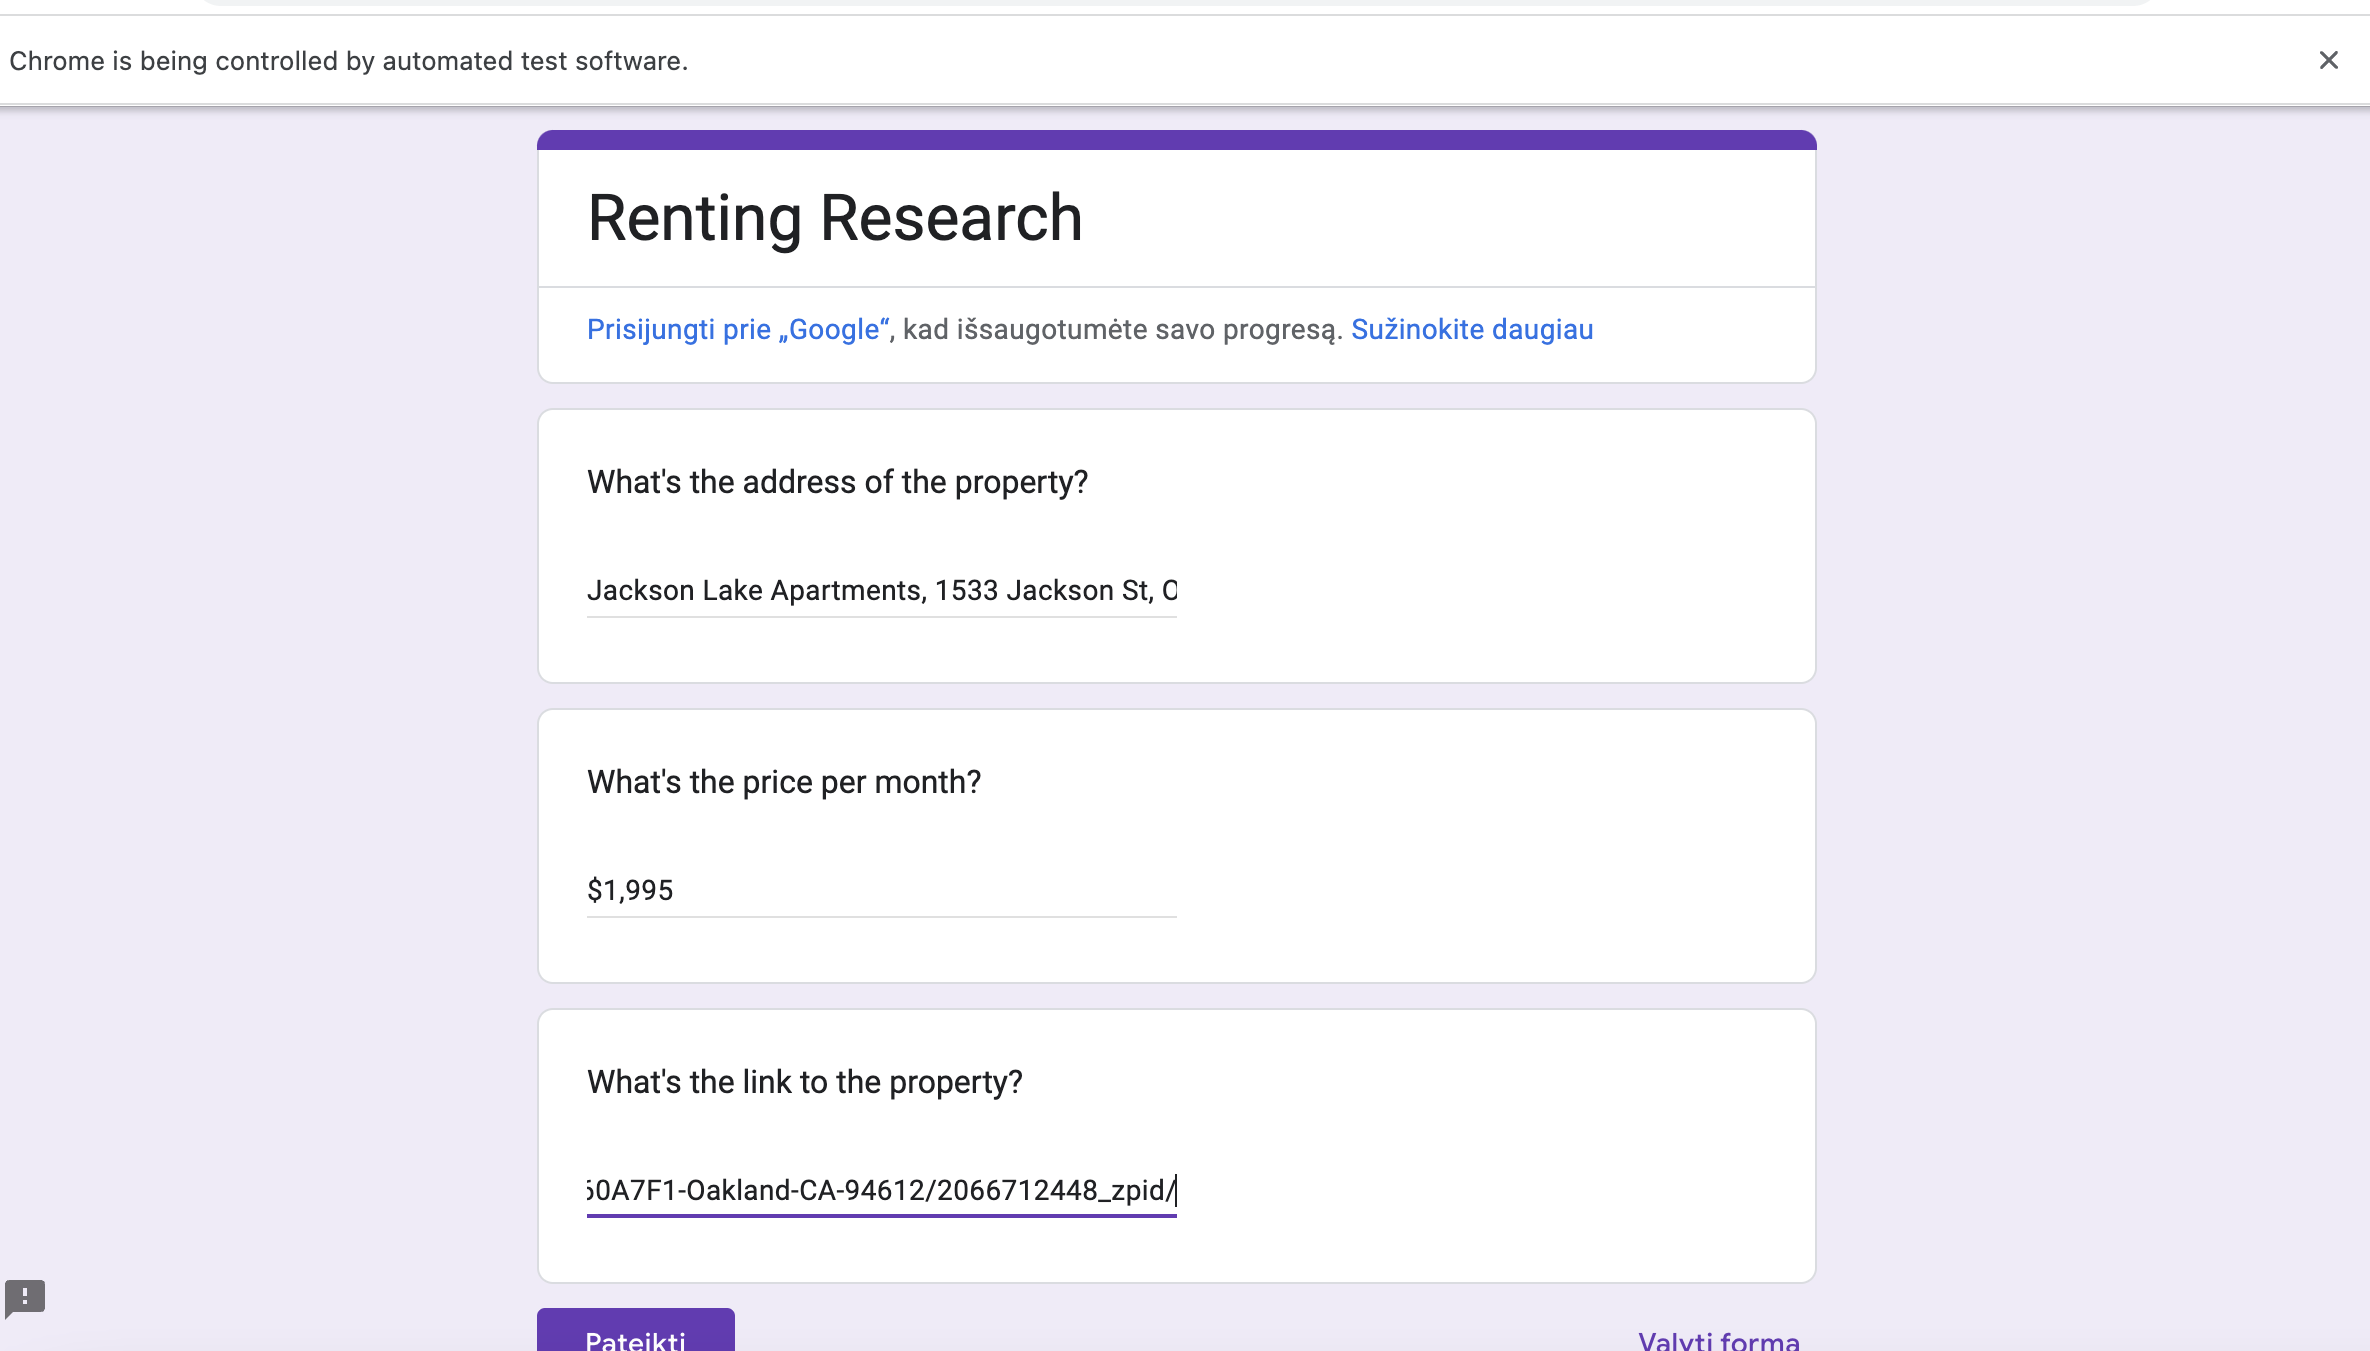 Chrome is being controlled by automated test software.
Renting Research
Prisijungti prie „Google“, kad išsaugotumėte savo progresą. Sužinokite daugiau
What's the address of the property?
Jackson Lake Apartments, 1533 Jackson St, O
What's the price per month?
$1,995
What's the link to the property?
60A7F1-Oakland-CA-94612/2066712448_zpid/
Pateikti
Valyti formą